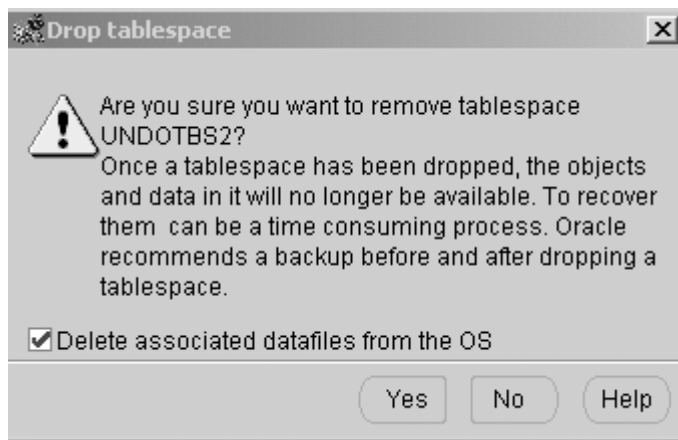 Drop tablespace
Are you sure you want to remove tablespace
UNDOTBS2?
Once a tablespace has been dropped, the objects
and data in it will no longer be available. To recover
them can be a time consuming process. Oracle
recommends a backup before and after dropping a
tablespace.
Delete associated datafiles from the OS
Yes No Help